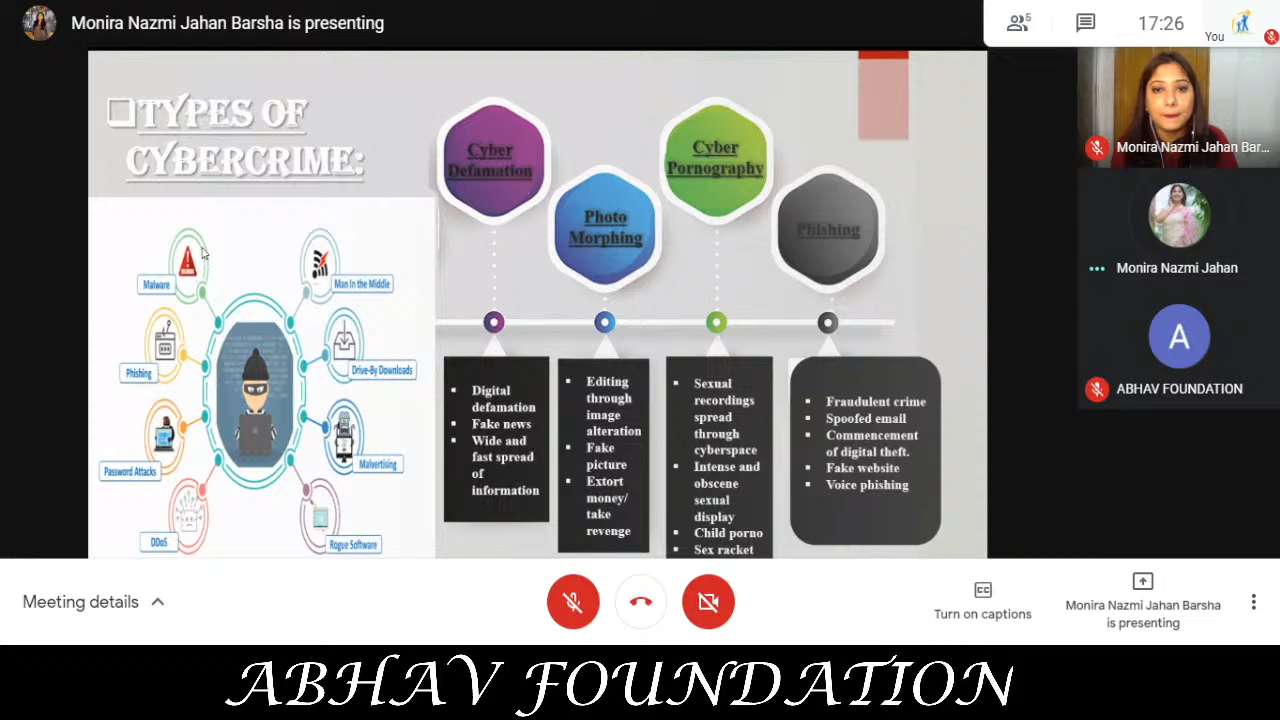 Monira Nazmi Jahan Barsha is presenting
5
17:26
You
TYPES OF
CYBERCRIME:
Cyber
Defamation
Photo
Morphing
Cyber
Pornography
Phishing
Malware
Man In the Middle
Phishing
Drive-By Downloads
Password Attacks
Malvertising
DDoS
Rogue Software
▪ Digital
defamation
▪ Fake news
▪ Wide and
fast spread
of
information
▪ Editing
through
image
alteration
▪ Fake
picture
▪ Extort
money/
take
revenge
▪ Sexual
recordings
spread
through
cyberspace
▪ Intense and
obscene
sexual
display
▪ Child porno
▪ Sex racket
▪ Fraudulent crime
▪ Spoofed email
▪ Commencement
of digital theft.
▪ Fake website
▪ Voice phishing
Monira Nazmi Jahan Bar...
Monira Nazmi Jahan
A
ABHAV FOUNDATION
Meeting details
CC
Turn on captions
Monira Nazmi Jahan Barsha
is presenting
ABHAV FOUNDATION